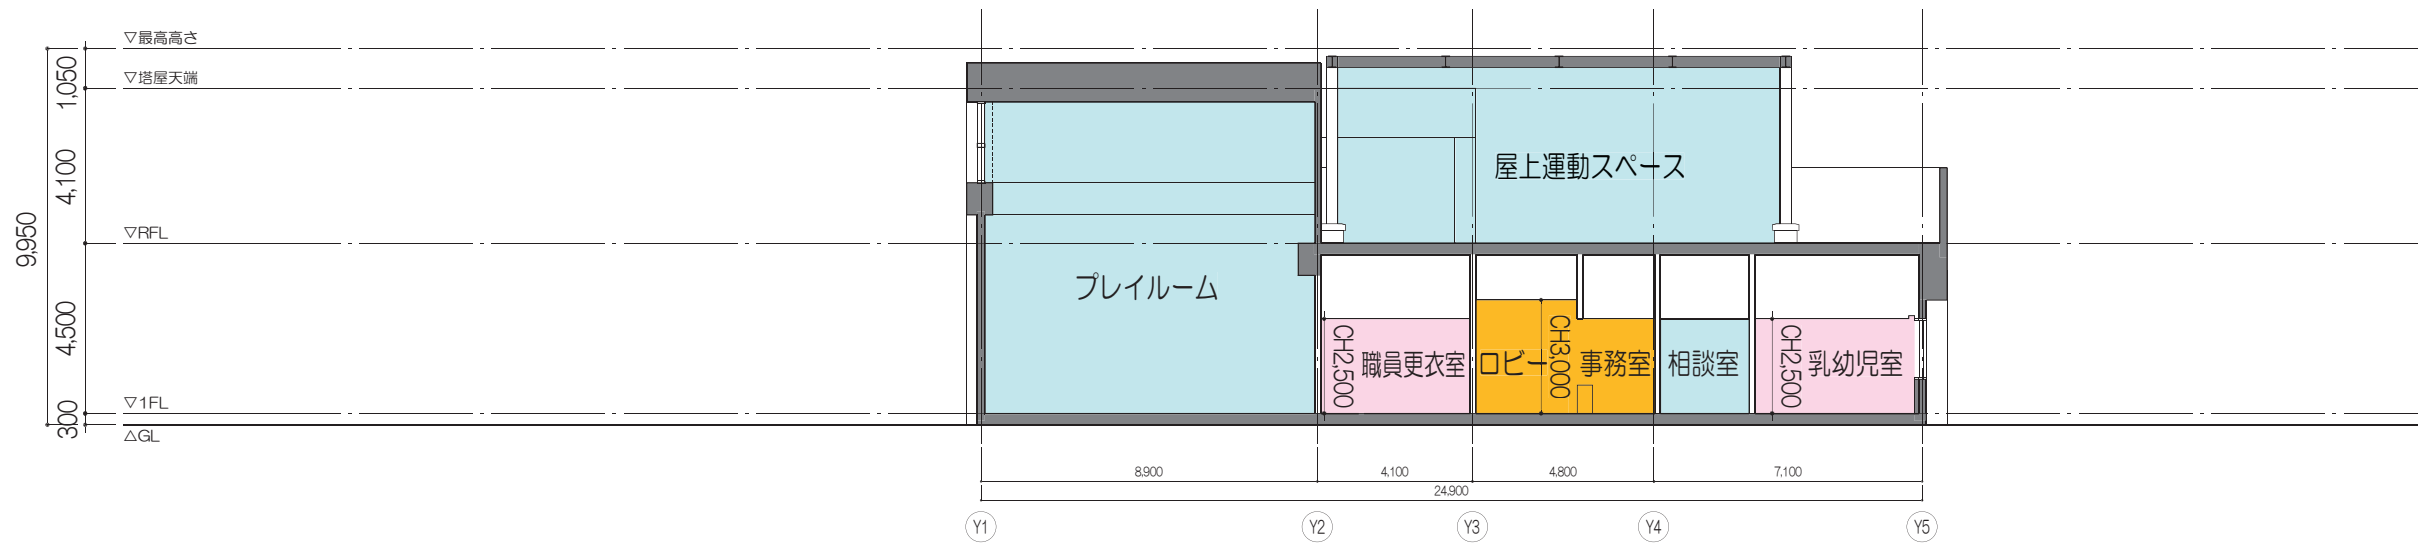 ▽最高高さ
1,050
▽塔屋天端
4,100
屋上運動スペース
9,950
▽RFL
プレイルーム
4,500
CH2,500
職員更衣室
ロビー
CH3,000
事務室
相談室
CH2,500
乳幼児室
▽1FL
300
△GL
8,900
4,100
4,800
7,100
24,900
Y1
Y2
Y3
Y4
Y5